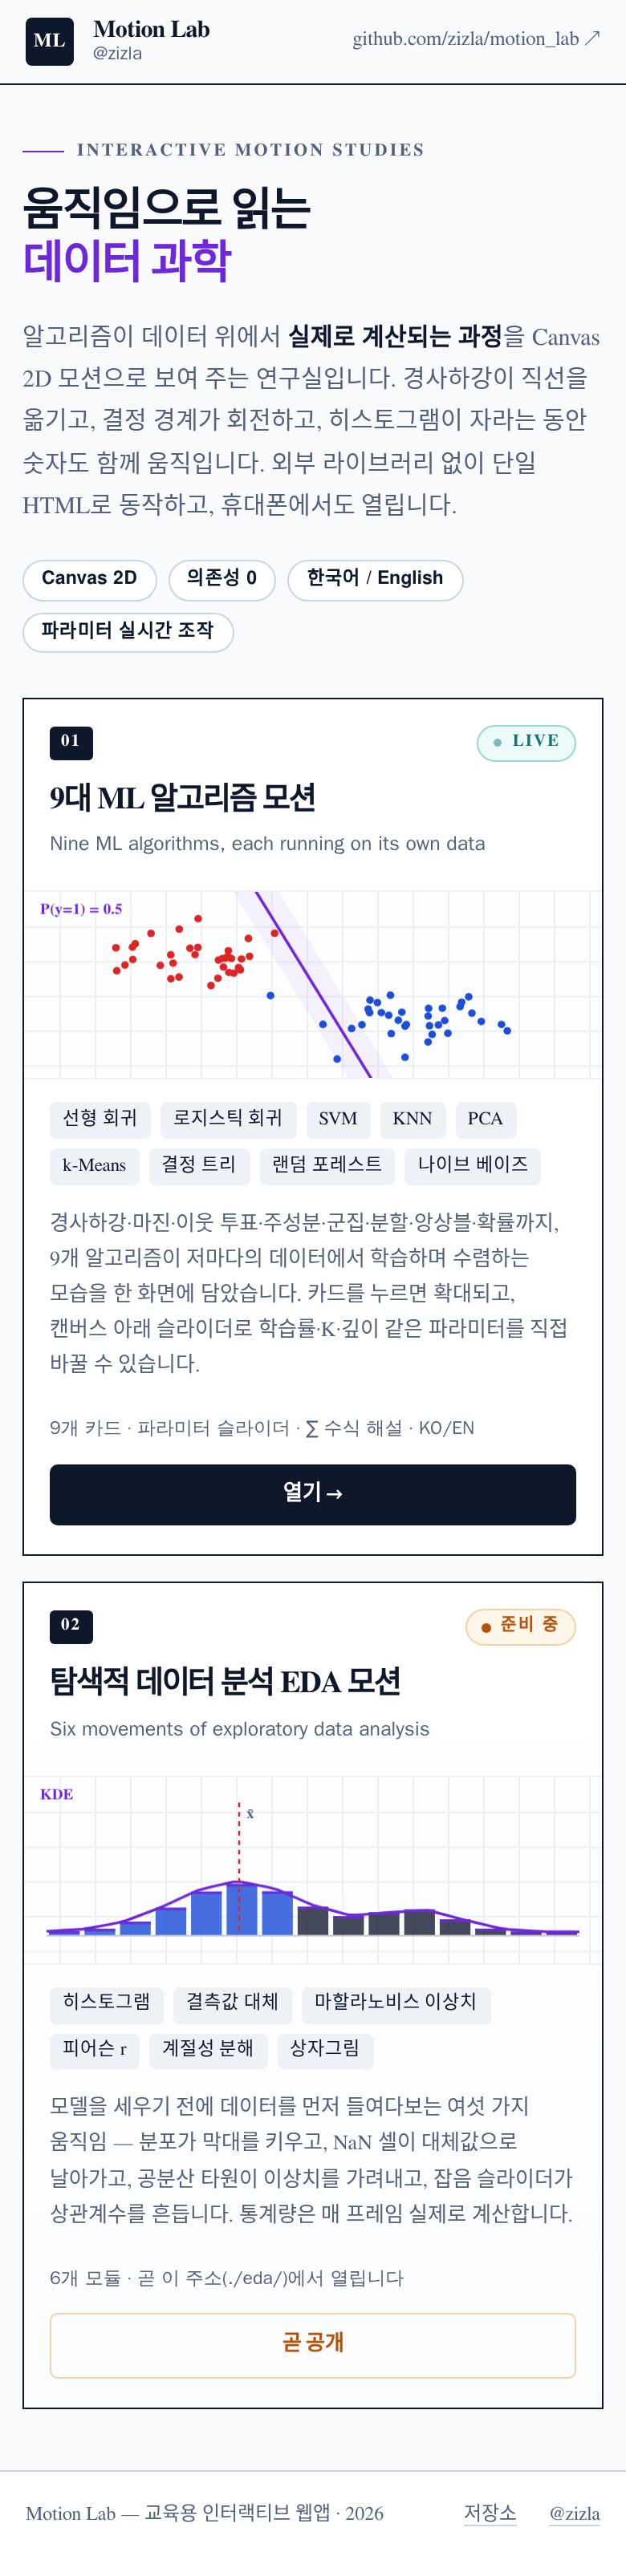 ML
Motion Lab
@zizla
github.com/zizla/motion_lab ↗
INTERACTIVE MOTION STUDIES
움직임으로 읽는
데이터 과학
알고리즘이 데이터 위에서 실제로 계산되는 과정을 Canvas
2D 모션으로 보여 주는 연구실입니다. 경사하강이 직선을
옮기고, 결정 경계가 회전하고, 히스토그램이 자라는 동안
숫자도 함께 움직입니다. 외부 라이브러리 없이 단일
HTML로 동작하고, 휴대폰에서도 열립니다.
Canvas 2D
의존성 0
한국어 / English
파라미터 실시간 조작
01
LIVE
9대 ML 알고리즘 모션
Nine ML algorithms, each running on its own data
P(y=1) = 0.5
선형 회귀
로지스틱 회귀
SVM
KNN
PCA
k-Means
결정 트리
랜덤 포레스트
나이브 베이즈
경사하강·마진·이웃 투표·주성분·군집·분할·앙상블·확률까지,
9개 알고리즘이 저마다의 데이터에서 학습하며 수렴하는
모습을 한 화면에 담았습니다. 카드를 누르면 확대되고,
캔버스 아래 슬라이더로 학습률·K·깊이 같은 파라미터를 직접
바꿀 수 있습니다.
9개 카드 · 파라미터 슬라이더 · ∑ 수식 해설 · KO/EN
열기 →
02
준비 중
탐색적 데이터 분석 EDA 모션
Six movements of exploratory data analysis
KDE
x̄
히스토그램
결측값 대체
마할라노비스 이상치
피어슨 r
계절성 분해
상자그림
모델을 세우기 전에 데이터를 먼저 들여다보는 여섯 가지
움직임 — 분포가 막대를 키우고, NaN 셀이 대체값으로
날아가고, 공분산 타원이 이상치를 가려내고, 잡음 슬라이더가
상관계수를 흔듭니다. 통계량은 매 프레임 실제로 계산합니다.
6개 모듈 · 곧 이 주소(./eda/)에서 열립니다
곧 공개
Motion Lab — 교육용 인터랙티브 웹앱 · 2026
저장소
@zizla